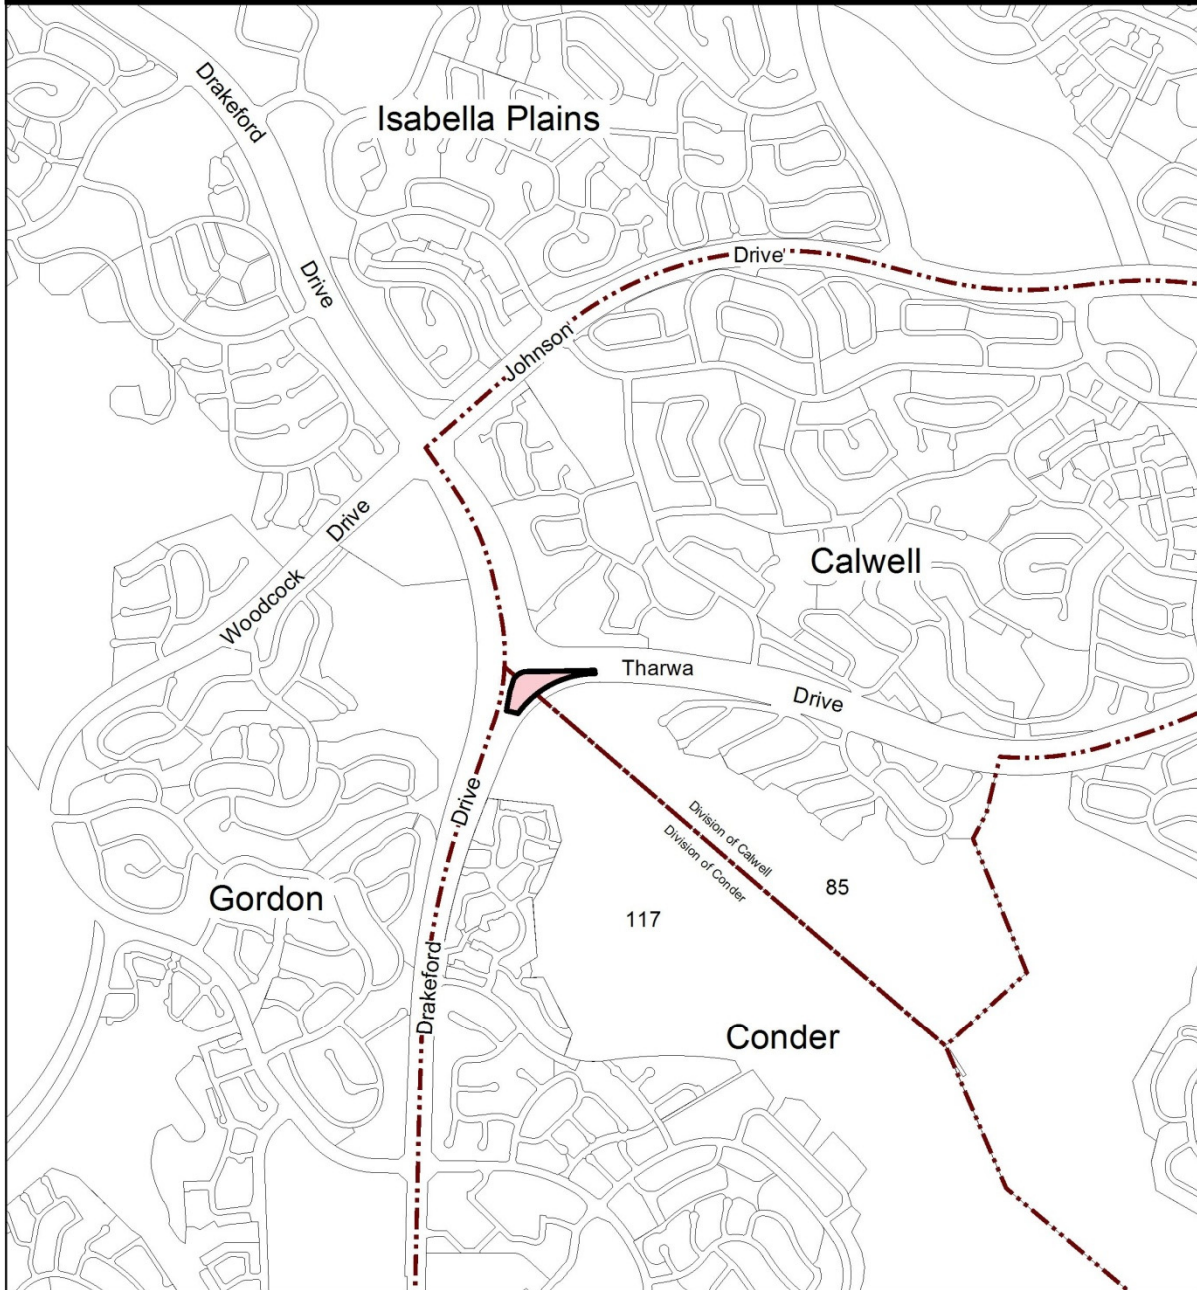 Drakeford
Isabella Plains
Drive
Drive
Johnson
Drive
Woodcock
Calwell
Tharwa
Drive
Drive
Division of Calwell
Division of Conder
85
Gordon
117
Drakeford
Conder